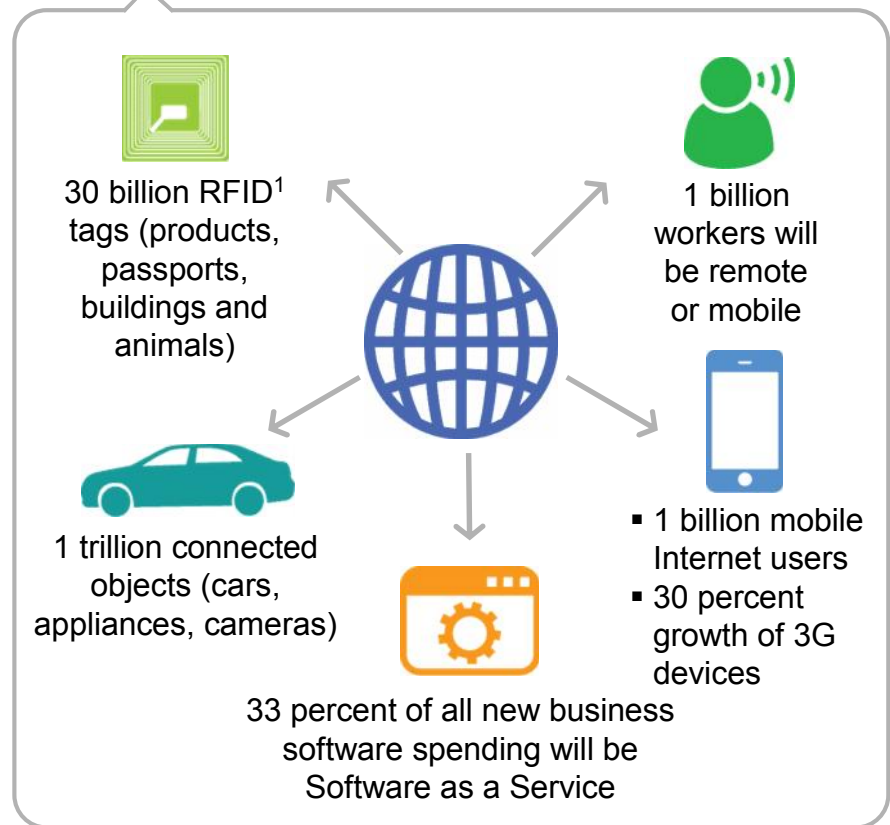 30 billion RFID¹
tags (products,
passports,
buildings and
animals)
1 billion
workers will
be remote
or mobile
1 trillion connected
objects (cars,
appliances, cameras)
▪ 1 billion mobile
Internet users
▪ 30 percent
growth of 3G
devices
33 percent of all new business
software spending will be
Software as a Service